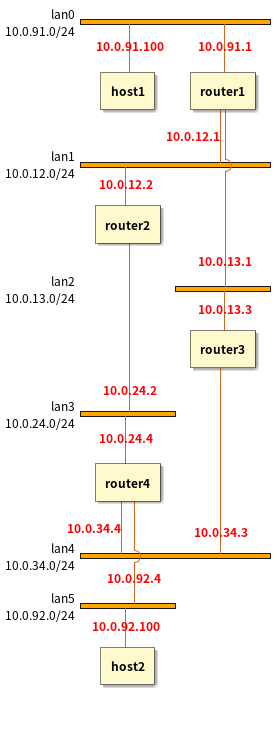 lan0
10.0.91.0/24
10.0.91.100 10.0.91.1
host1 router1
10.0.12.1
lan1
10.0.12.0/24
10.0.12.2
router2
10.0.13.1
lan2
10.0.13.0/24
10.0.13.3
router3
10.0.24.2
lan3
10.0.24.0/24
10.0.24.4
router4
10.0.34.4 10.0.34.3
lan4
10.0.34.0/24
10.0.92.4
lan5
10.0.92.0/24
10.0.92.100
host2